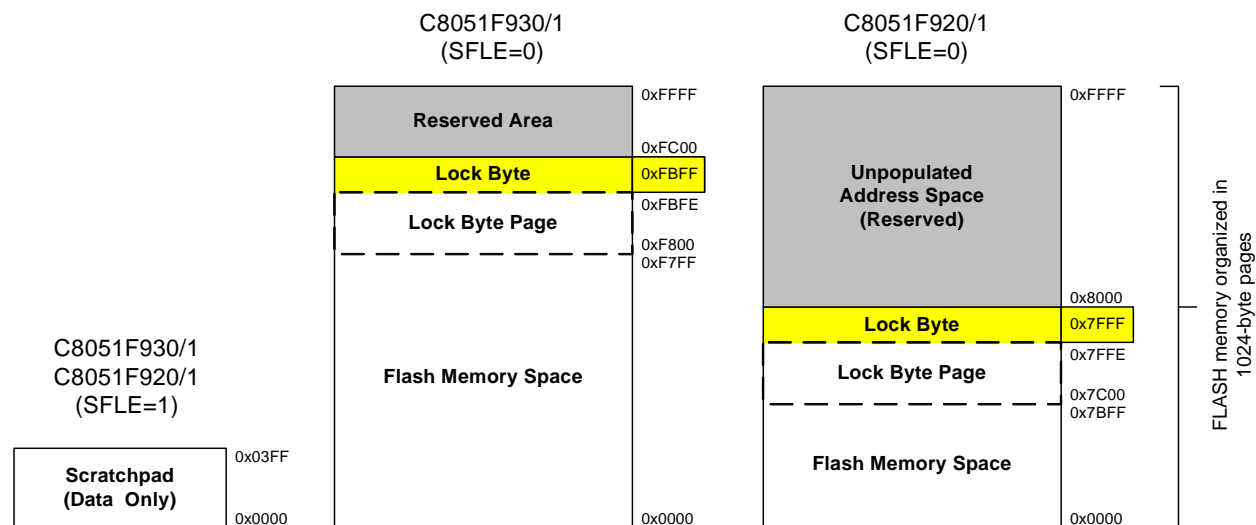 C8051F930/1
(SFLE=0)
0xFFFF
Reserved Area
0xFC00
Lock Byte
0xFBFF
0xFBFE
Lock Byte Page
0xF800
0xF7FF
Flash Memory Space
0x0000
C8051F920/1
(SFLE=0)
0xFFFF
Unpopulated
Address Space
(Reserved)
0x8000
Lock Byte
0x7FFF
0x7FFE
Lock Byte Page
0x7C00
0x7BFF
Flash Memory Space
0x0000
FLASH memory organized in
1024-byte pages
C8051F930/1
C8051F920/1
(SFLE=1)
0x03FF
Scratchpad
(Data Only)
0x0000